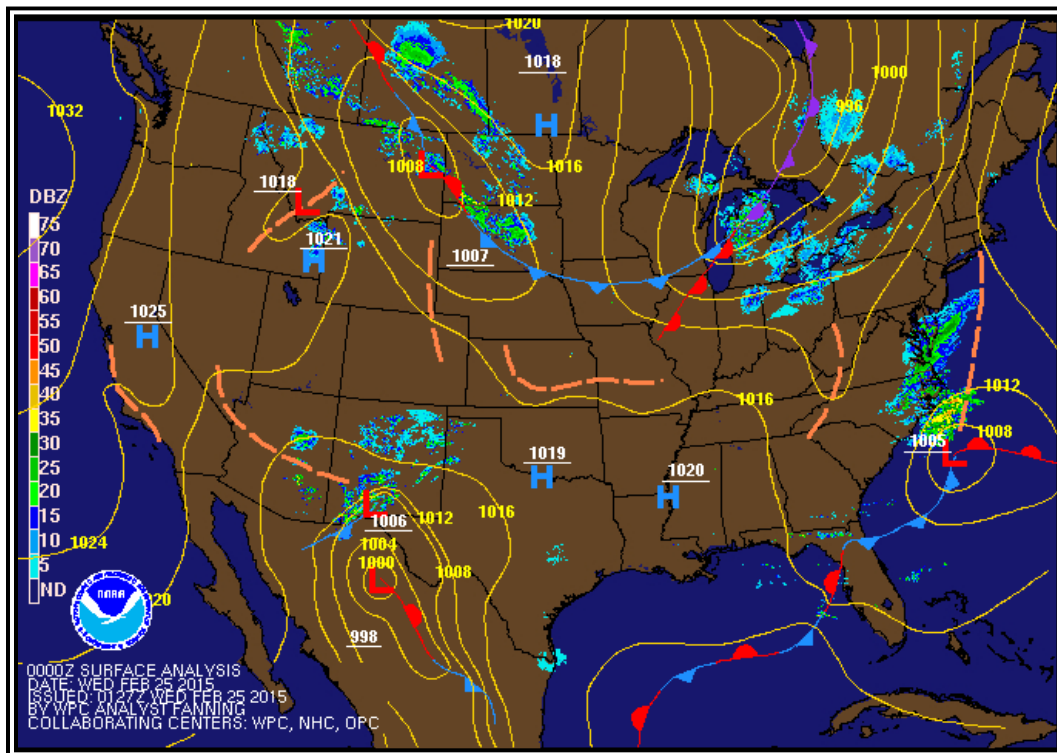 1020
1018
1000
996
1032
1008
1016
1018
DBZ
1012
75
70
65
60
55
50
45
40
35
30
25
20
15
10
5
ND
1021
1007
1025
1016
1012
1008
1005
1019
1020
1016
1012
1006
1004
1000
1008
1024
1020
998
H
L
L
H
H
H
H
L
L
L
NOAA
0000Z SURFACE ANALYSIS
DATE: WED FEB 25 2015
ISSUED: 0127Z WED FEB 25 2015
BY WPC ANALYST FANNING
COLLABORATING CENTERS: WPC, NHC, OPC